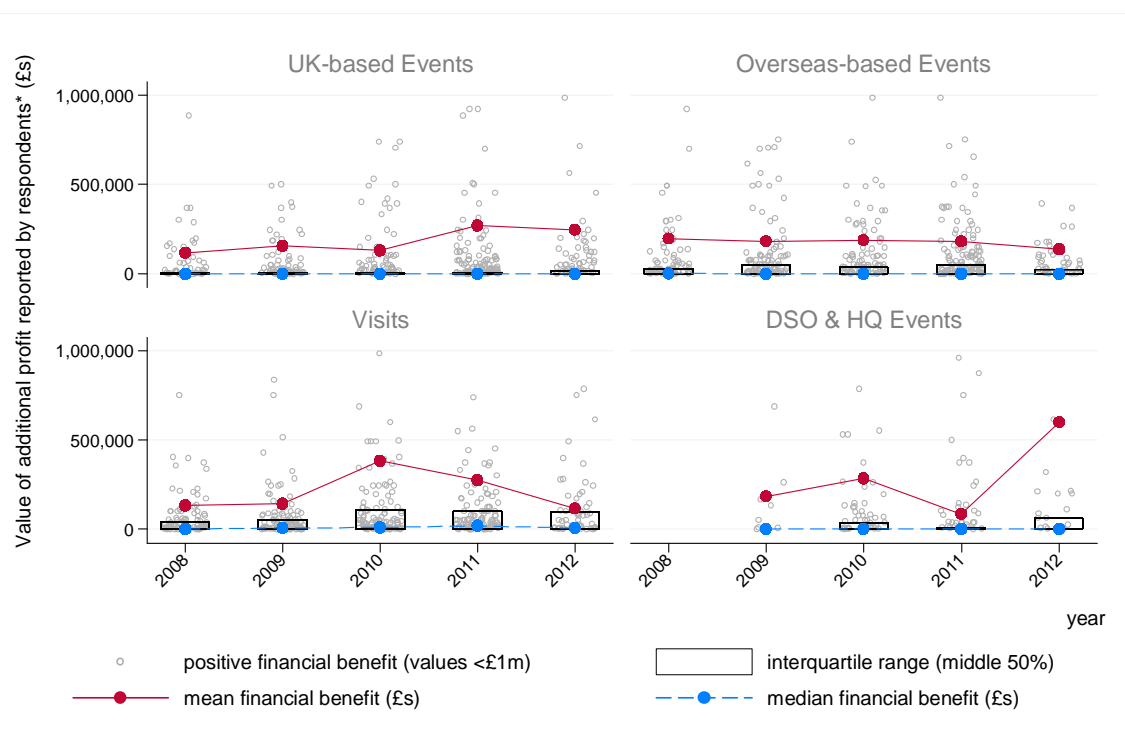 Value of additional profit reported by respondents* (£s)
UK-based Events
Overseas-based Events
1,000,000
500,000
0
Visits
DSO & HQ Events
1,000,000
500,000
0
2008
2009
2010
2011
2012
2008
2009
2010
2011
2012
year
positive financial benefit (values <£1m)
interquartile range (middle 50%)
mean financial benefit (£s)
median financial benefit (£s)